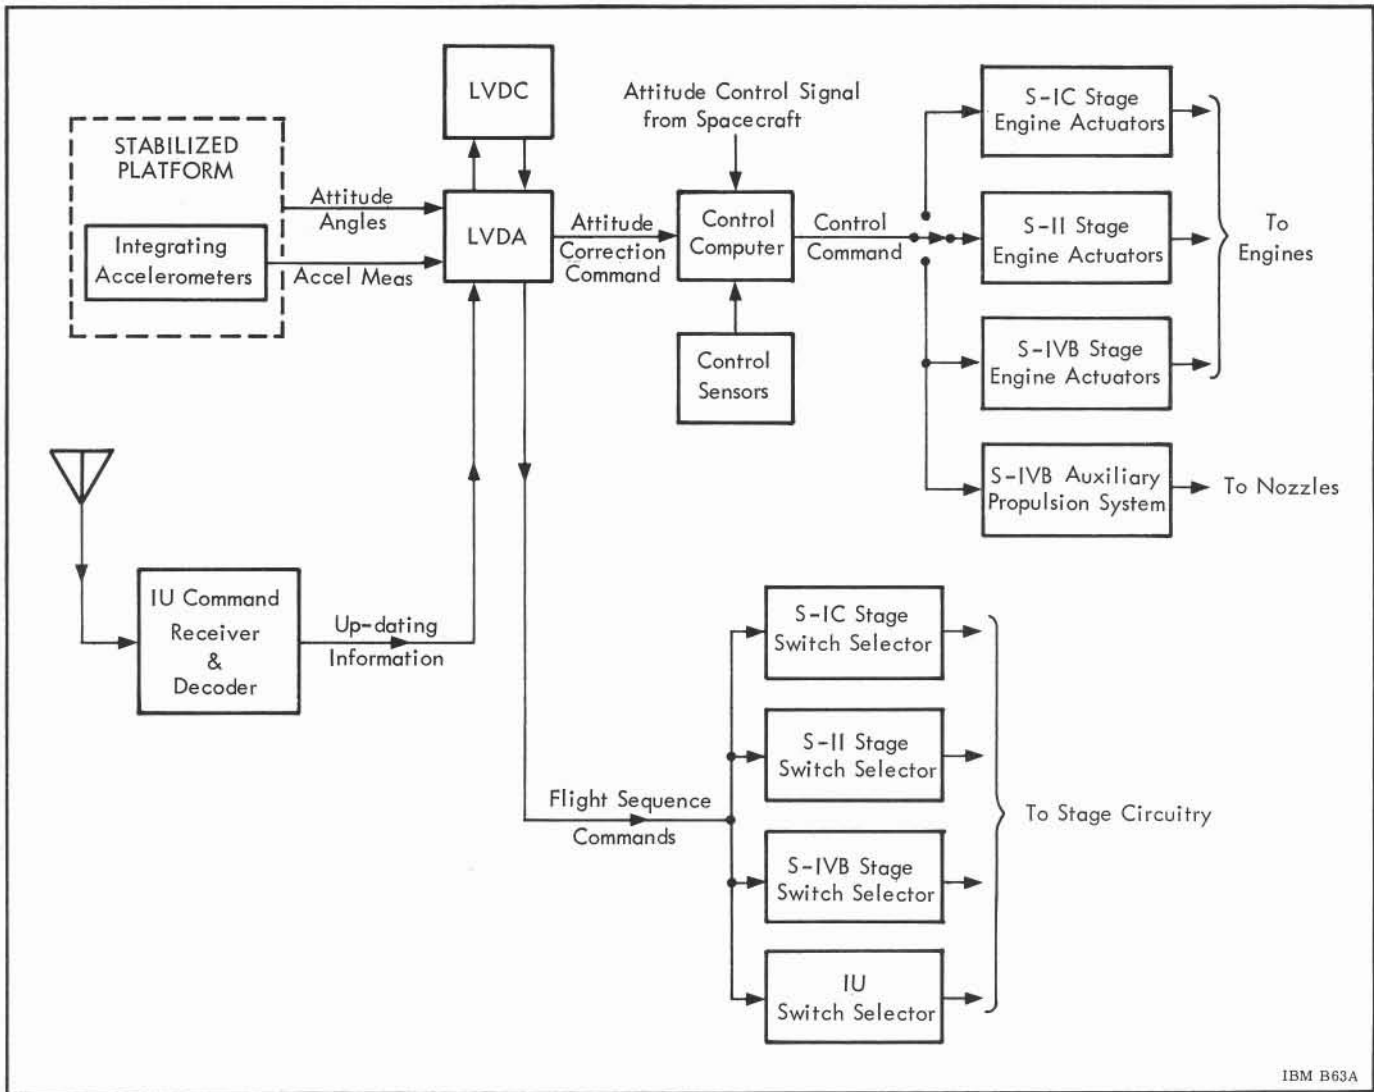 LVDC
STABILIZED
PLATFORM
Integrating
Accelerometers
Attitude
Angles
Accel Meas
LVDA
Attitude
Correction
Command
Attitude Control Signal
from Spacecraft
Control
Computer
Control
Sensors
Control
Command
S-IC Stage
Engine Actuators
S-II Stage
Engine Actuators
S-IVB Stage
Engine Actuators
To
Engines
S-IVB Auxiliary
Propulsion System
To Nozzles
IU Command
Receiver
&
Decoder
Up-dating
Information
Flight Sequence
Commands
S-IC Stage
Switch Selector
S-II Stage
Switch Selector
S-IVB Stage
Switch Selector
IU
Switch Selector
To Stage Circuitry
IBM B63A